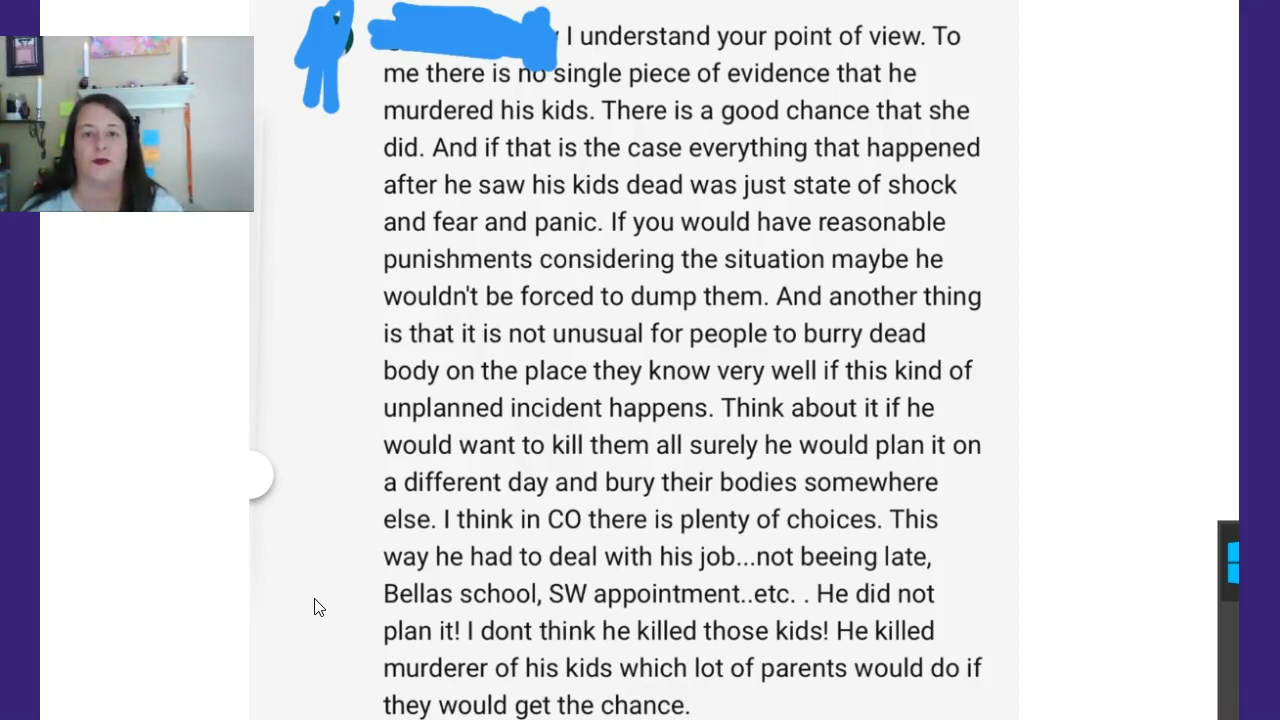 I understand your point of view. To
me there is no single piece of evidence that he
murdered his kids. There is a good chance that she
did. And if that is the case everything that happened
after he saw his kids dead was just state of shock
and fear and panic. If you would have reasonable
punishments considering the situation maybe he
wouldn't be forced to dump them. And another thing
is that it is not unusual for people to burry dead
body on the place they know very well if this kind of
unplanned incident happens. Think about it if he
would want to kill them all surely he would plan it on
a different day and bury their bodies somewhere
else. I think in CO there is plenty of choices. This
way he had to deal with his job...not beeing late,
Bellas school, SW appointment..etc. . He did not
plan it! I dont think he killed those kids! He killed
murderer of his kids which lot of parents would do if
they would get the chance.